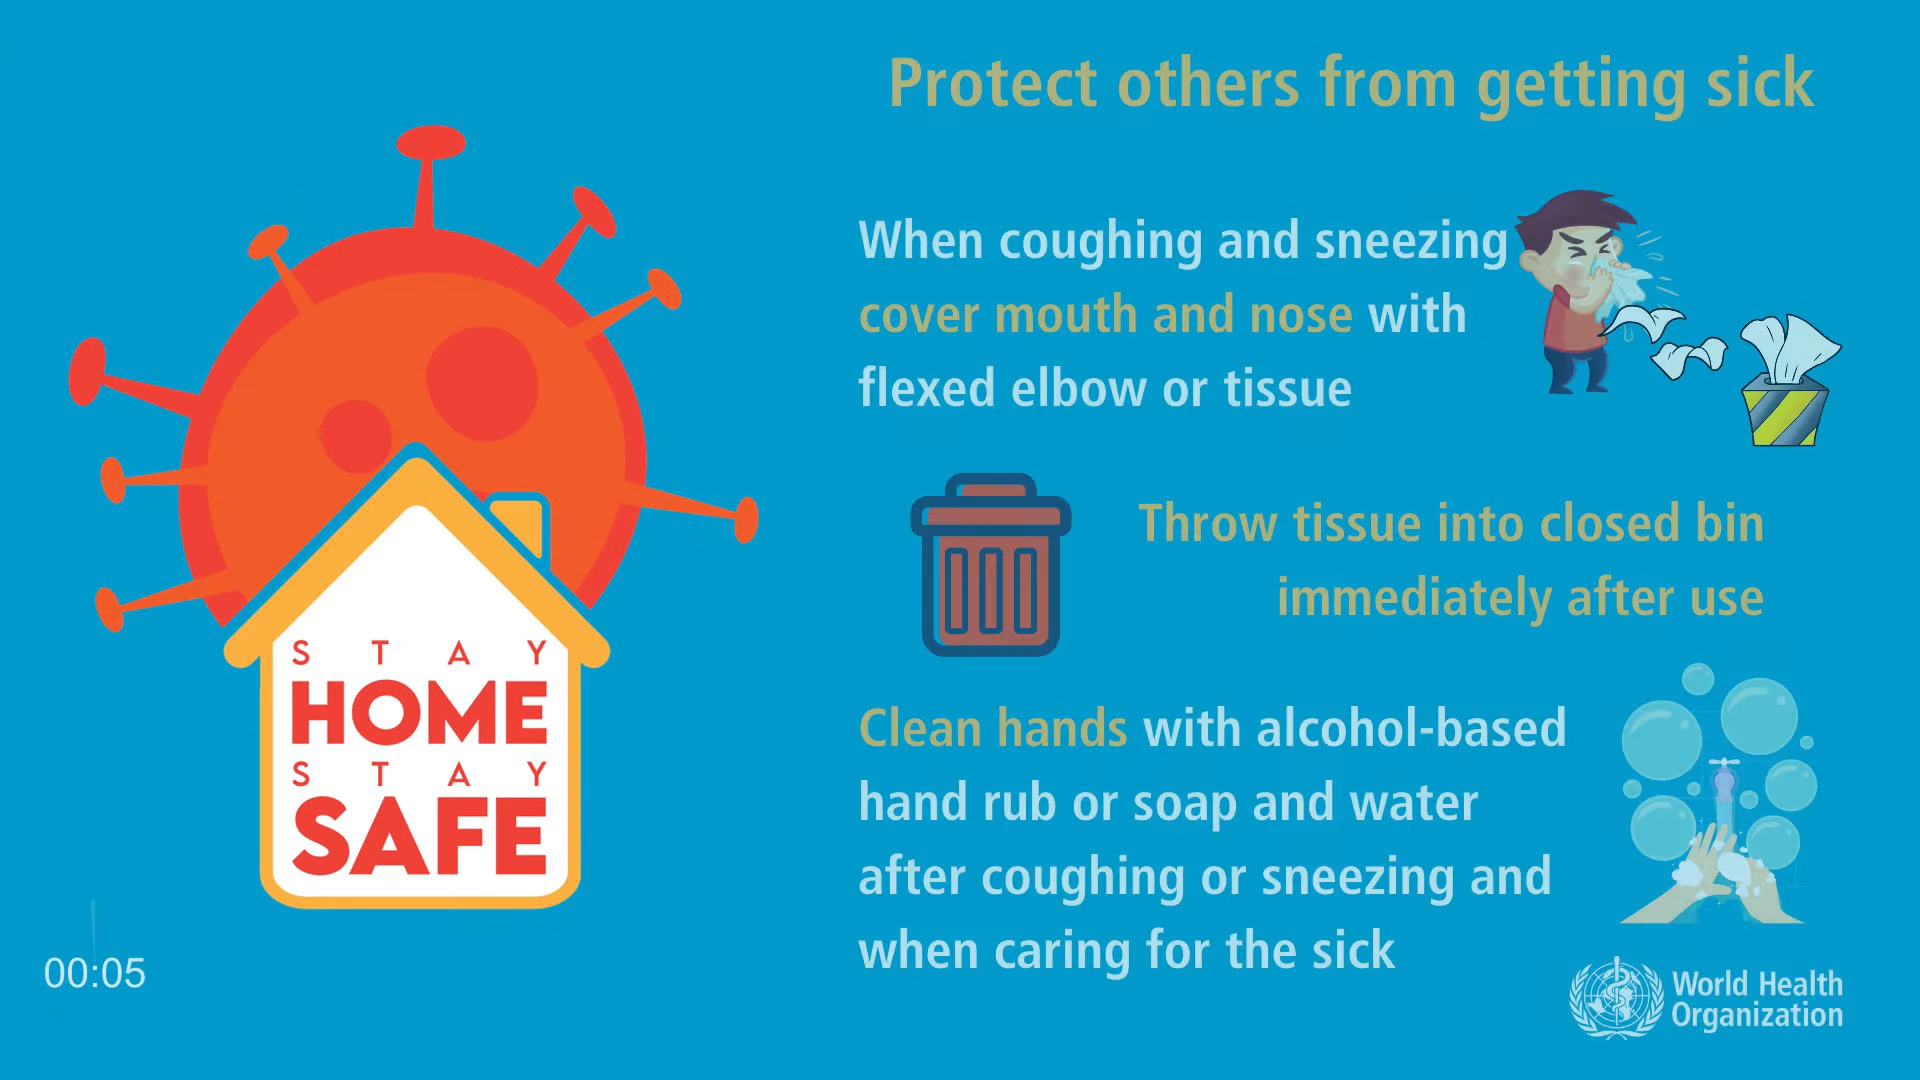 Protect others from getting sick
When coughing and sneezing
cover mouth and nose with
flexed elbow or tissue
Throw tissue into closed bin
immediately after use
Clean hands with alcohol-based
hand rub or soap and water
after coughing or sneezing and
when caring for the sick
STAY
HOME
STAY
SAFE
00:05
World Health
Organization